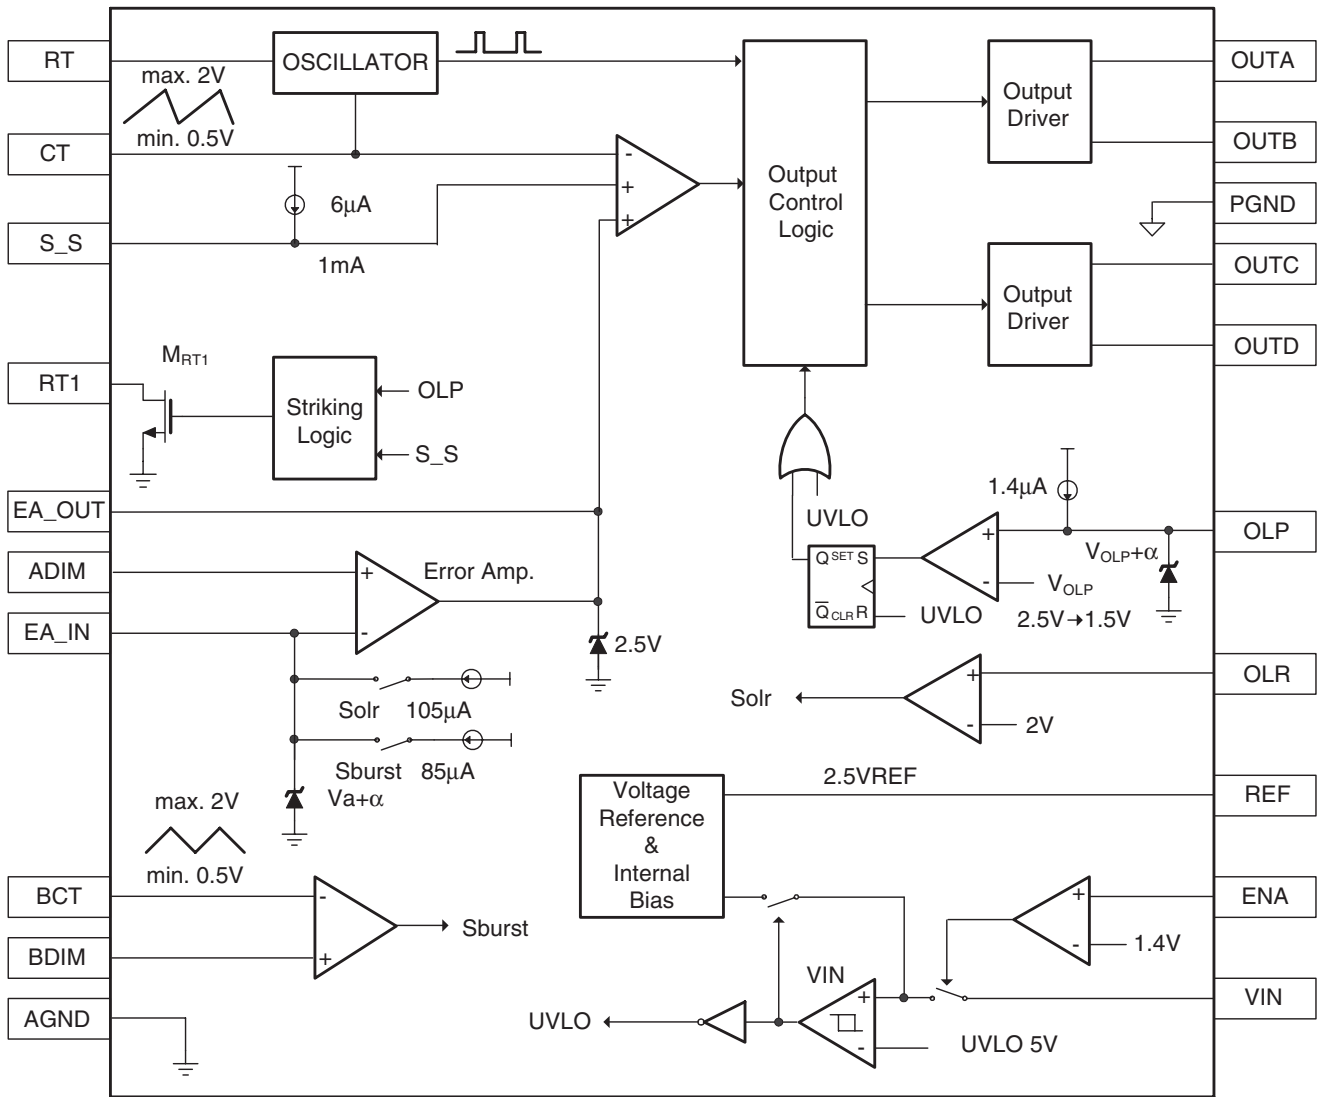 RT
OSCILLATOR
max. 2V
min. 0.5V
CT
6μA
S_S
1mA
-
+
+
Output
Control
Logic
Output
Driver
OUTA
OUTB
PGND
Output
Driver
OUTC
OUTD
RT1
MRT1
Striking
Logic
OLP
S_S
EA_OUT
ADIM
EA_IN
+
-
Error Amp.
2.5V
Solr
105μA
Sburst
85μA
Va+α
UVLO
Q SET S
Q̅ CLR R
UVLO
+
-
1.4μA
VOLP+α
VOLP
2.5V→1.5V
OLP
Solr
+
-
2V
OLR
max. 2V
min. 0.5V
BCT
BDIM
-
+
Sburst
AGND
Voltage
Reference
&
Internal
Bias
2.5VREF
REF
+
-
1.4V
ENA
VIN
+
-
UVLO
UVLO 5V
VIN